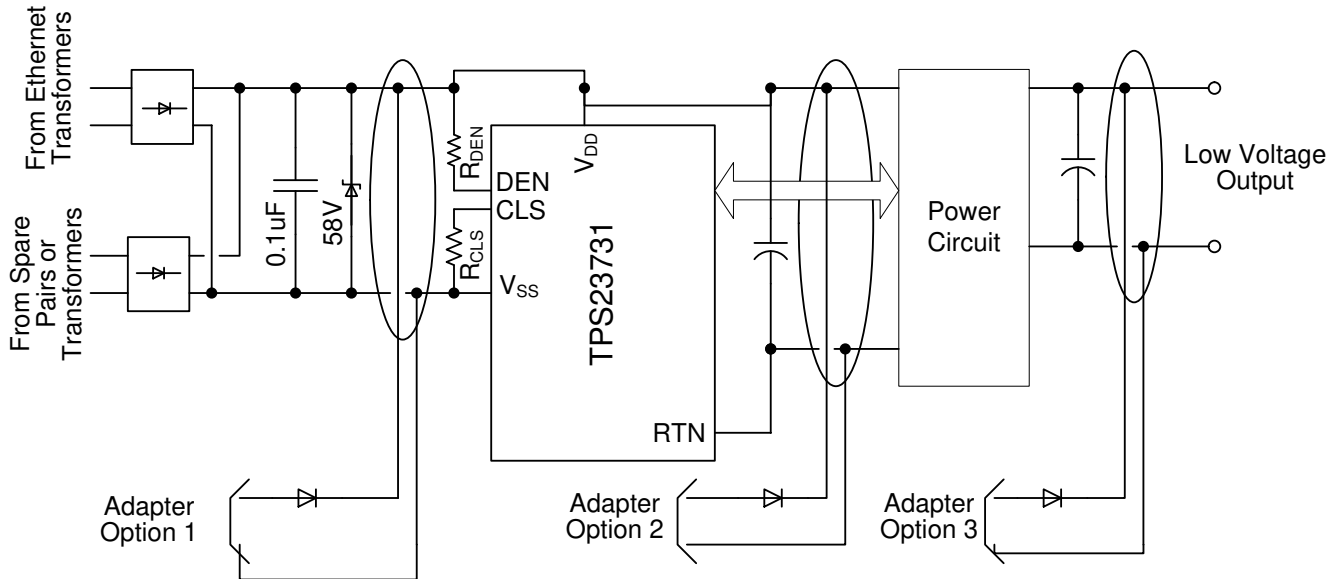 From Ethernet
Transformers
From Spare
Pairs or
Transformers
0.1uF
58V
RDEN
RCLS
DEN
CLS
VSS
VDD
TPS23731
RTN
Power
Circuit
Low Voltage
Output
Adapter
Option 1
Adapter
Option 2
Adapter
Option 3